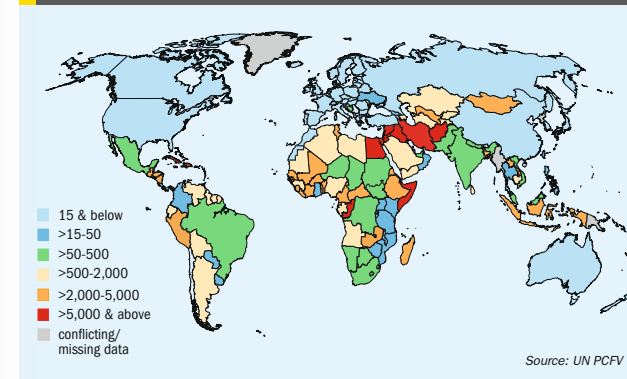 15 & below
>15-50
>50-500
>500-2,000
>2,000-5,000
>5,000 & above
conflicting/
missing data
Source: UN PCFV